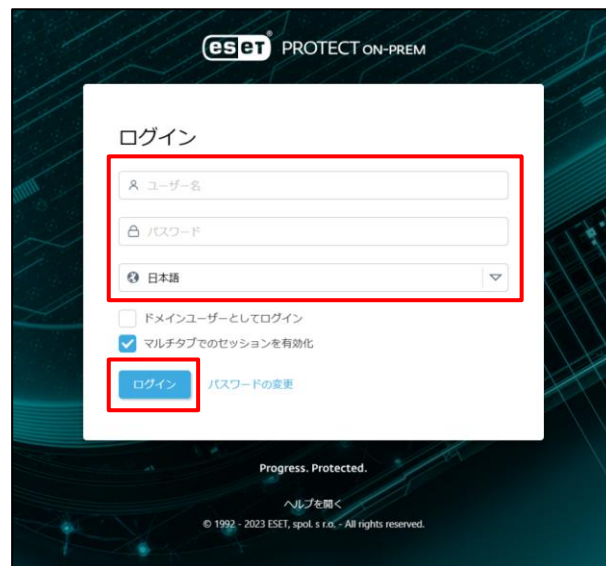 eset® PROTECT ON-PREM
ログイン
ユーザー名
パスワード
日本語
ドメインユーザーとしてログイン
マルチタブでのセッションを有効化
ログイン パスワードの変更
Progress. Protected.
ヘルプを開く
© 1992 - 2023 ESET, spol. s r.o. - All rights reserved.